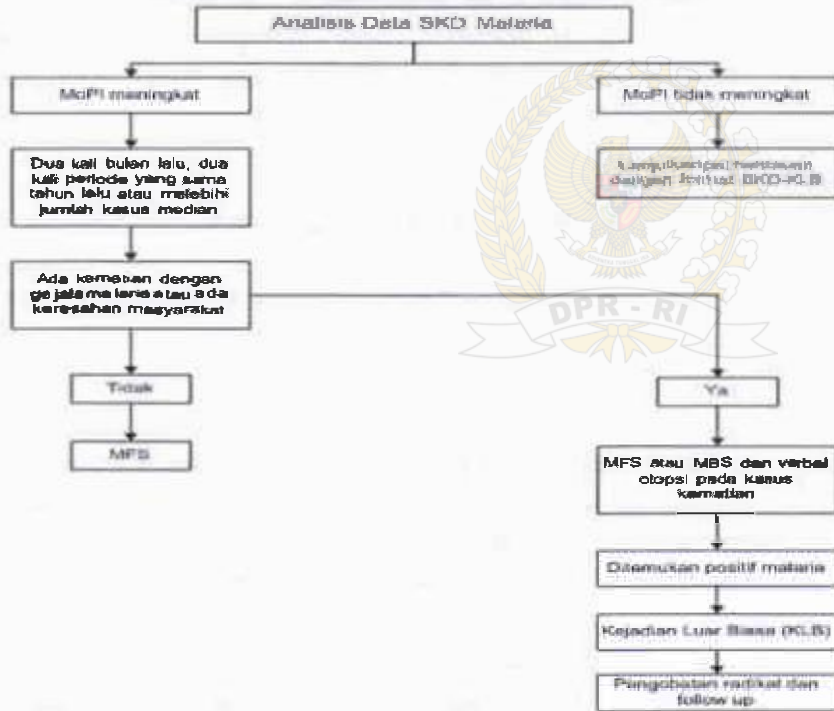 Analisis Data SKD Malaria
MoPI meningkat
MoPI tidak meningkat
Dua kali bulan lalu, dua
kali periode yang sama
tahun lalu atau melebihi
jumlah kasus median
Ada kematian dengan
gejala malaria atau ada
keresahan masyarakat
DPR - RI
Tidak
Ya
MFS
MFS atau MBS dan verbal
otopsi pada kasus
kematian
Ditemukan positif malaria
Kejadian Luar Biasa (KLB)
Pengobatan radikal dan
follow up